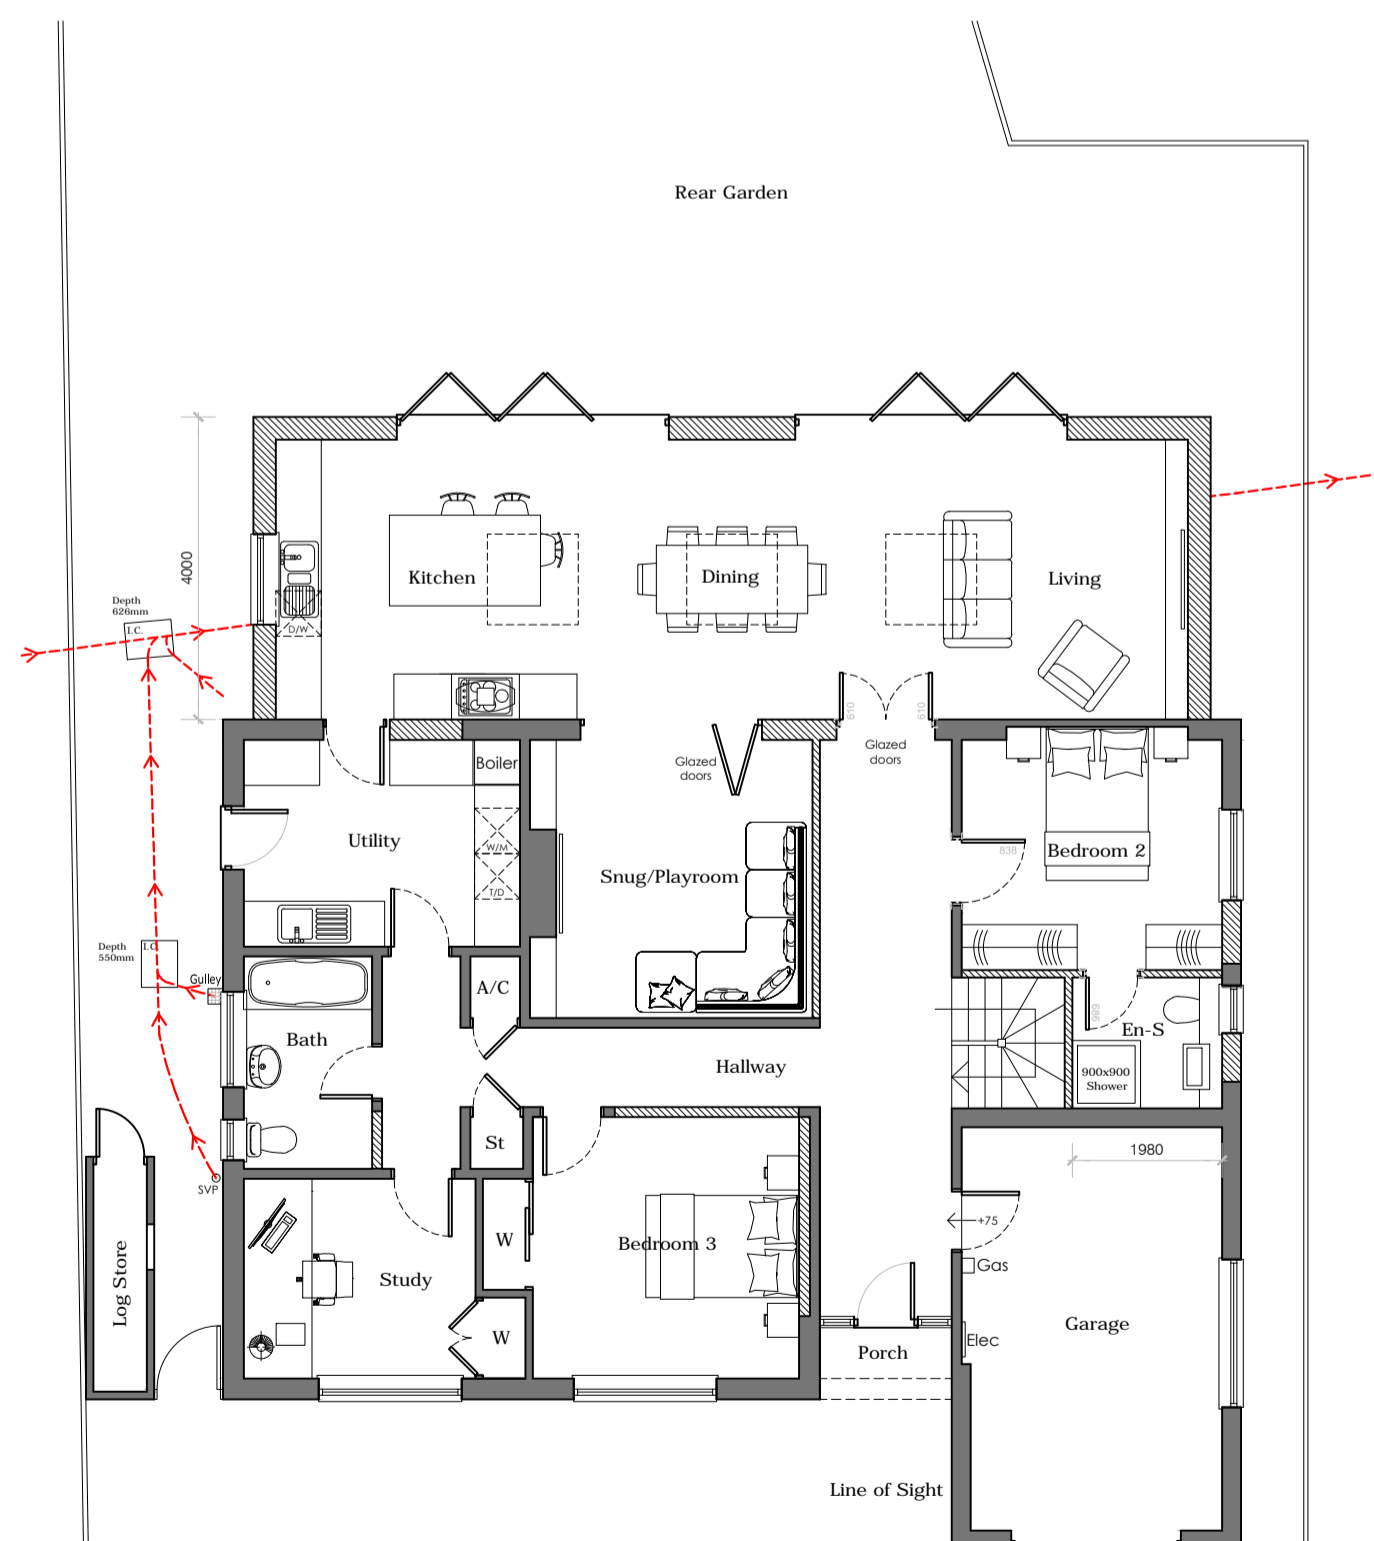 Rear Garden
4000
Depth
626mm
I.C.
D/W
Kitchen
Dining
Living
610
610
Glazed
doors
Glazed
doors
Boiler
Utility
W/M
T/D
Snug/Playroom
838
Bedroom 2
Depth
550mm
I.C.
Gulley
A/C
Bath
Hallway
686
En-S
900x900
Shower
St
SVP
1980
+75
Log Store
Study
W
Bedroom 3
Gas
Garage
W
Elec
Porch
Line of Sight